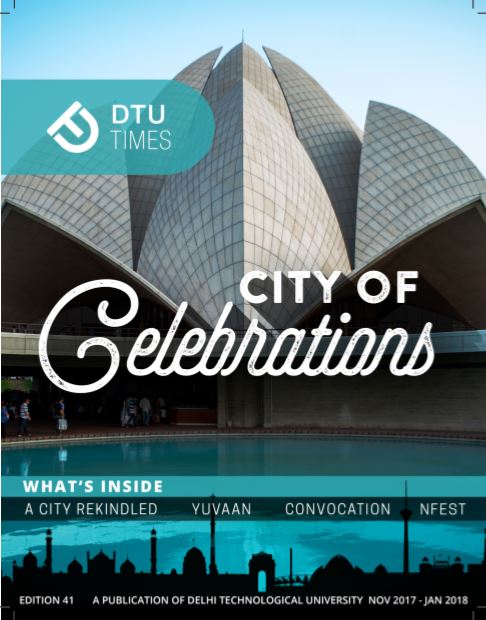 DTU
TIMES
CITY OF
Celebrations
WHAT'S INSIDE
A CITY REKINDLED YUVAAN CONVOCATION NFEST
EDITION 41 A PUBLICATION OF DELHI TECHNOLOGICAL UNIVERSITY NOV 2017 - JAN 2018